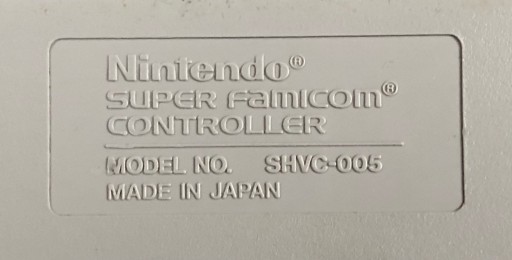 Nintendo®
SUPER Famicom®
CONTROLLER
MODEL NO. SHVC-005
MADE IN JAPAN